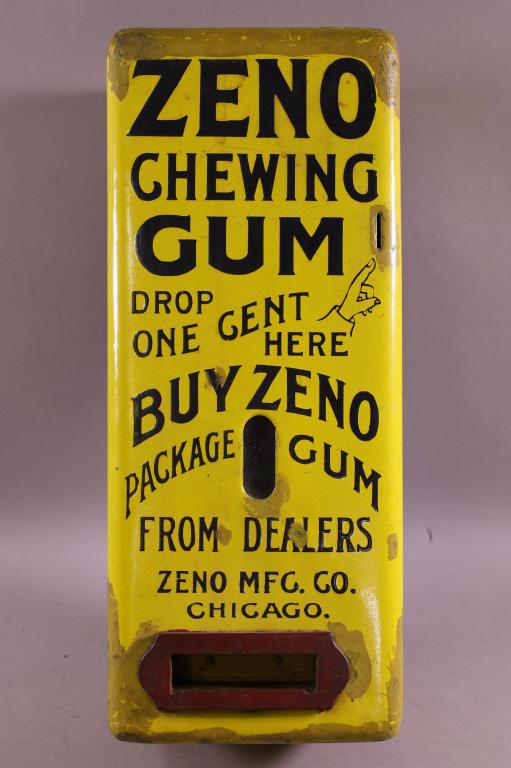 ZENO
CHEWING
GUM
DROP
ONE CENT
HERE
BUY ZENO
PACKAGE GUM
FROM DEALERS
ZENO MFG. CO.
CHICAGO.